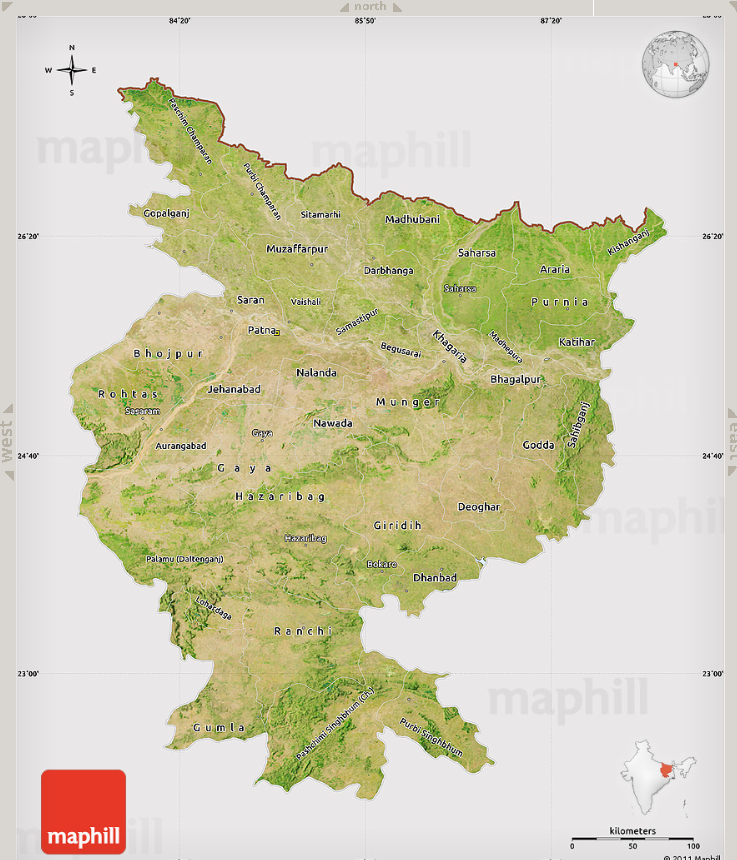 north
84°20'
85°50'
87°20'
N
W E
S
maphill
maphill
Paschim Champaran
Purbi Champaran
Gopalganj
Sitamarhi
Madhubani
26°20'
26°20'
Kishanganj
Muzaffarpur
Saharsa
Darbhanga
Araria
Saharsa
Purnia
Saran
Vaishali
Samastipur
Patna
Khagaria
Madhepura
Katihar
Begusarai
Bhojpur
Nalanda
Bhagalpur
Rohtas
Jehanabad
Munger
Sasaram
west
east
Nawada
Sahibganj
Gaya
Aurangabad
Godda
24°40'
24°40'
Gaya
Hazaribag
Deoghar
maphill
Giridih
Hazaribag
Palamu (Daltenganj)
Bokaro
Dhanbad
Lohardaga
Ranchi
23°00'
23°00'
maphill
Gumla
Pashchimi Singhbhum (Ch.)
Purbi Singhbhum
maphill
kilometers
0 50 100
© 2011 Maphill